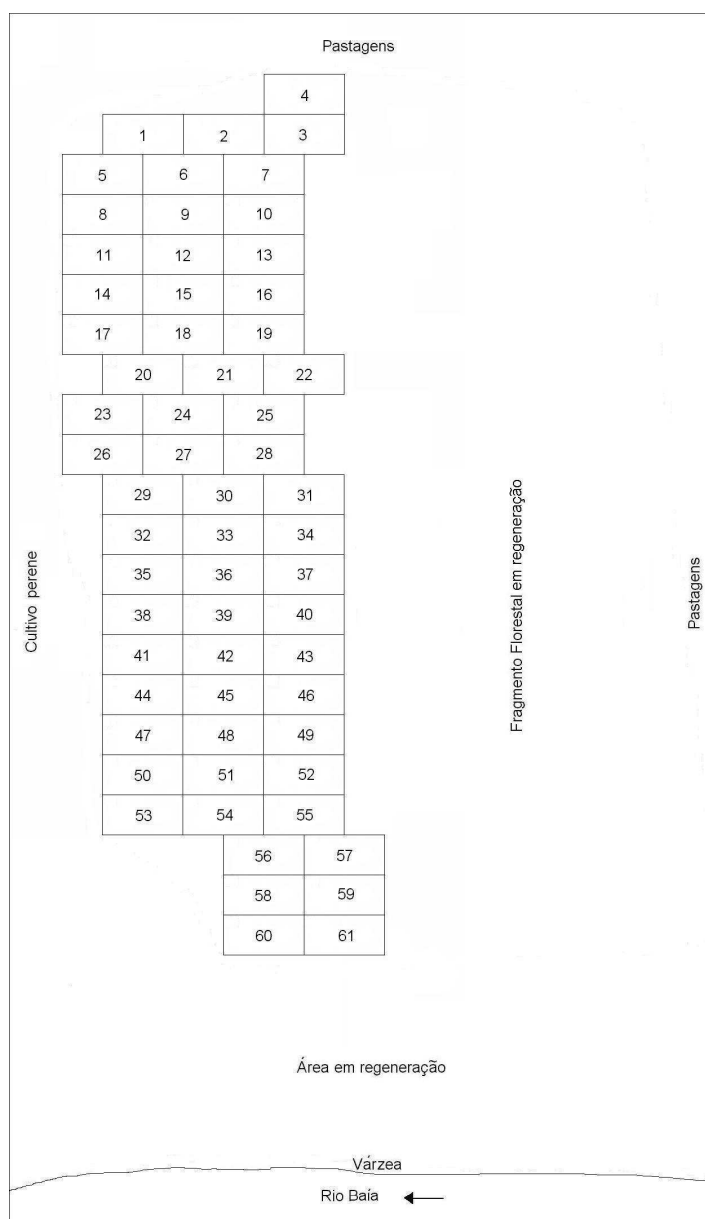 Pastagens
4
1 2 3
5 6 7
8 9 10
11 12 13
14 15 16
17 18 19
20 21 22
23 24 25
26 27 28
29 30 31
32 33 34
35 36 37
38 39 40
41 42 43
44 45 46
47 48 49
50 51 52
53 54 55
56 57
58 59
60 61
Cultivo perene
Fragmento Florestal em regeneração
Pastagens
Área em regeneração
Várzea
Rio Baía